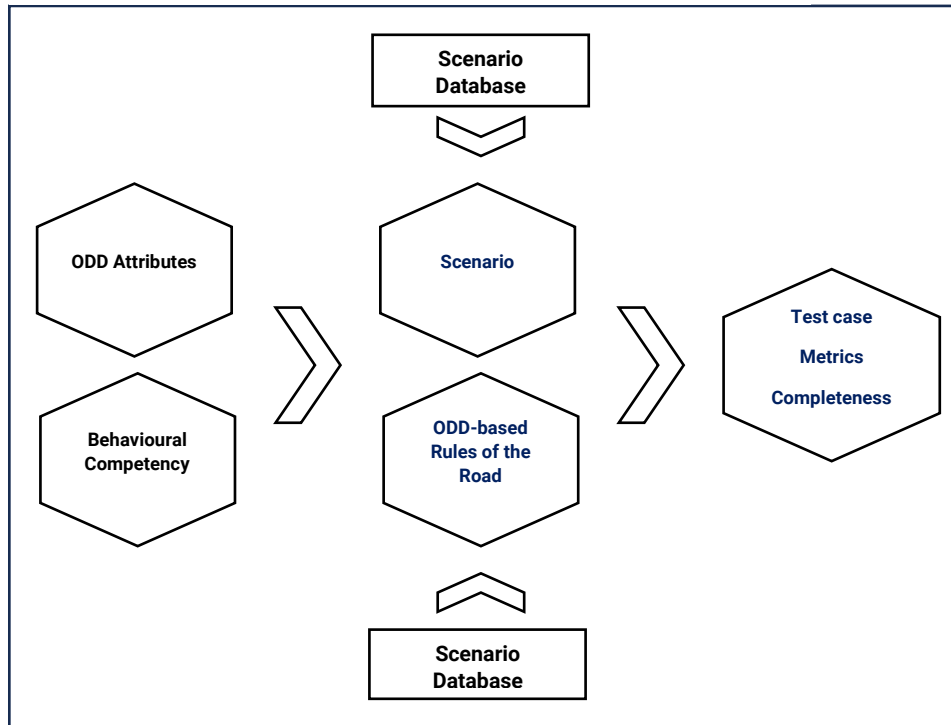 Scenario
Database
ODD Attributes
Scenario
Behavioural
Competency
ODD-based
Rules of the
Road
Test case
Metrics
Completeness
Scenario
Database